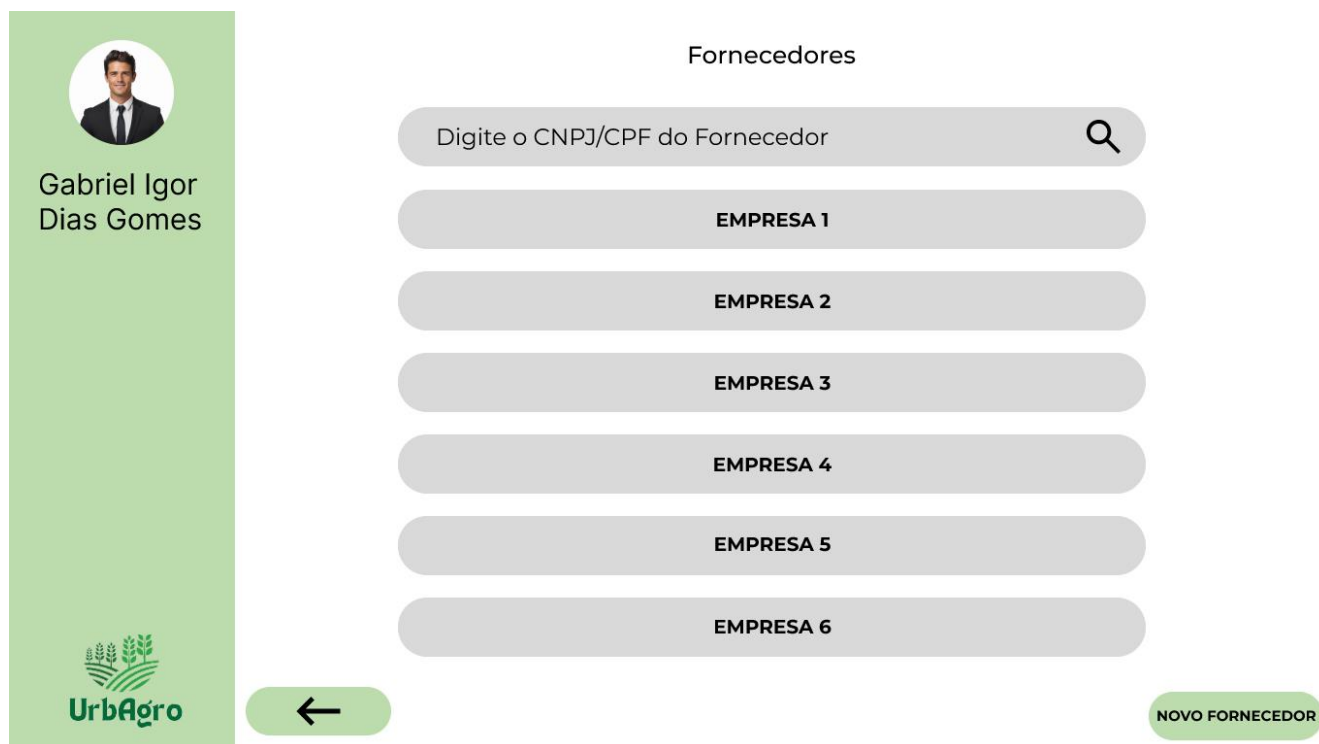 Gabriel Igor
Dias Gomes
UrbAgro
Fornecedores
Digite o CNPJ/CPF do Fornecedor
EMPRESA 1
EMPRESA 2
EMPRESA 3
EMPRESA 4
EMPRESA 5
EMPRESA 6
NOVO FORNECEDOR